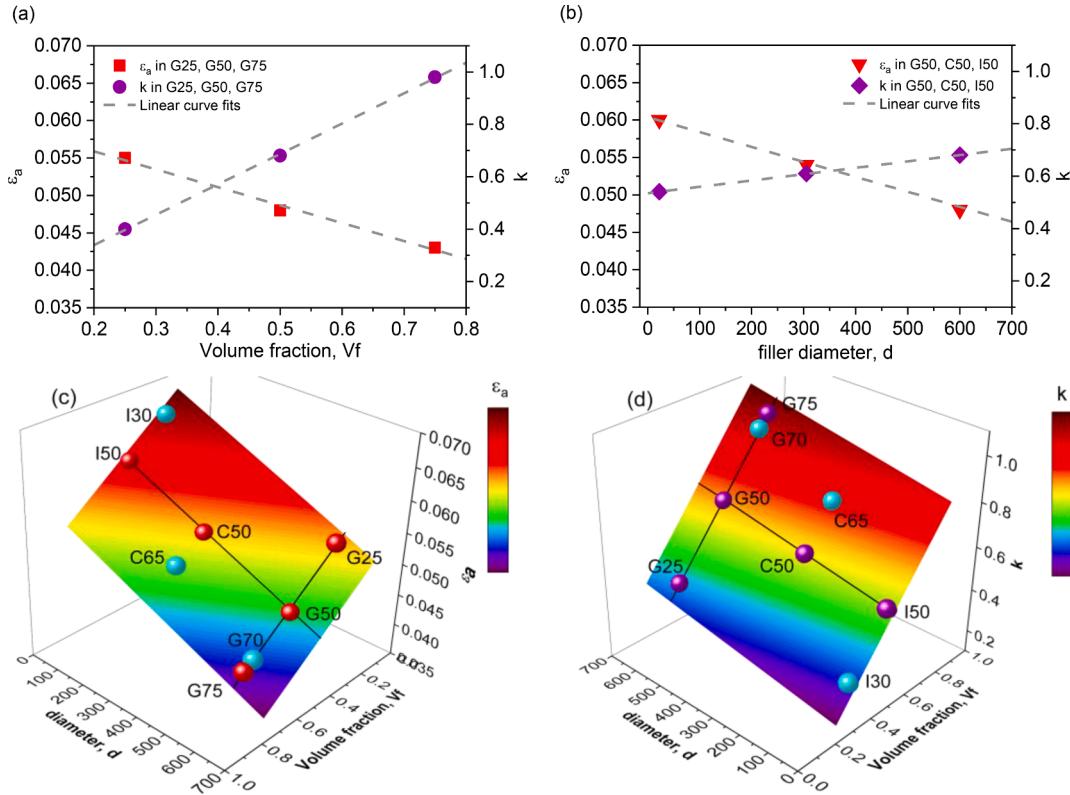 (a)
0.070
0.065
0.060
0.055
0.050
0.045
0.040
0.035
εa
εa in G25, G50, G75
k in G25, G50, G75
Linear curve fits
1.0
0.8
0.6
0.4
0.2
k
0.2 0.3 0.4 0.5 0.6 0.7 0.8
Volume fraction, Vf
(b)
0.070
0.065
0.060
0.055
0.050
0.045
0.040
0.035
εa
εa in G50, C50, I50
k in G50, C50, I50
Linear curve fits
1.0
0.8
0.6
0.4
0.2
k
0 100 200 300 400 500 600 700
filler diameter, d
(c)
I30
I50
C50
C65
G25
G50
G70
G75
εa
0.070
0.065
0.060
0.055
0.050
0.045
0.040
0.035
0
100
200
300
400
500
600
700
diameter, d
0.2
0.4
0.6
0.8
1.0
Volume fraction, Vf
(d)
G75
G70
G50
C65
C50
G25
I50
I30
k
1.0
0.8
0.6
0.4
0.2
k
700
600
500
400
300
200
100
0
diameter, d
0.0
0.2
0.4
0.6
0.8
1.0
Volume fraction, Vf